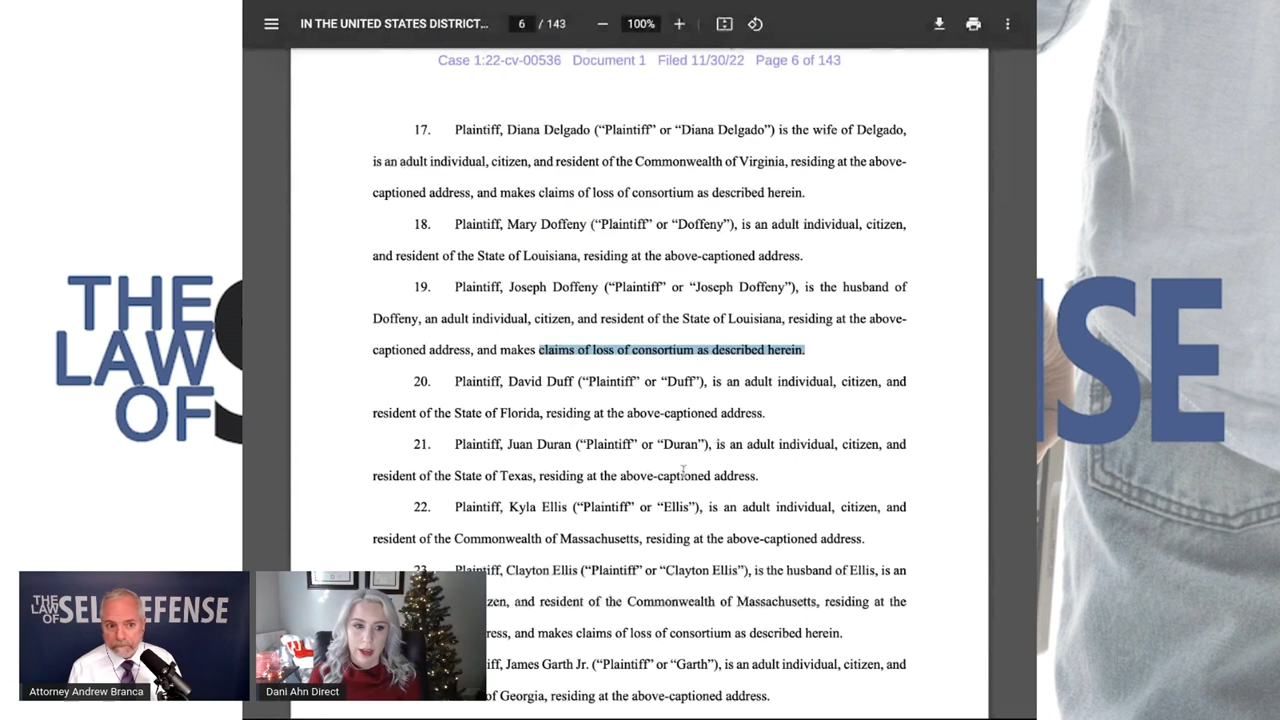 IN THE UNITED STATES DISTRICT... 6 / 143 100%
Case 1:22-cv-00536 Document 1 Filed 11/30/22 Page 6 of 143
17. Plaintiff, Diana Delgado (“Plaintiff” or “Diana Delgado”) is the wife of Delgado,
is an adult individual, citizen, and resident of the Commonwealth of Virginia, residing at the above-
captioned address, and makes claims of loss of consortium as described herein.
18. Plaintiff, Mary Doffeny (“Plaintiff” or “Doffeny”), is an adult individual, citizen,
and resident of the State of Louisiana, residing at the above-captioned address.
19. Plaintiff, Joseph Doffeny (“Plaintiff” or “Joseph Doffeny”), is the husband of
Doffeny, an adult individual, citizen, and resident of the State of Louisiana, residing at the above-
captioned address, and makes claims of loss of consortium as described herein.
20. Plaintiff, David Duff (“Plaintiff” or “Duff”), is an adult individual, citizen, and
resident of the State of Florida, residing at the above-captioned address.
21. Plaintiff, Juan Duran (“Plaintiff” or “Duran”), is an adult individual, citizen, and
resident of the State of Texas, residing at the above-captioned address.
22. Plaintiff, Kyla Ellis (“Plaintiff” or “Ellis”), is an adult individual, citizen, and
resident of the Commonwealth of Massachusetts, residing at the above-captioned address.
23. Plaintiff, Clayton Ellis (“Plaintiff” or “Clayton Ellis”), is the husband of Ellis, is an
and resident of the Commonwealth of Massachusetts, residing at the
and makes claims of loss of consortium as described herein.
James Garth Jr. (“Plaintiff” or “Garth”), is an adult individual, citizen, and
of Georgia, residing at the above-captioned address.
THE
LAW
OF
THE
LAW
OF
SELF DEFENSE
Attorney Andrew Branca
Dani Ahn Direct